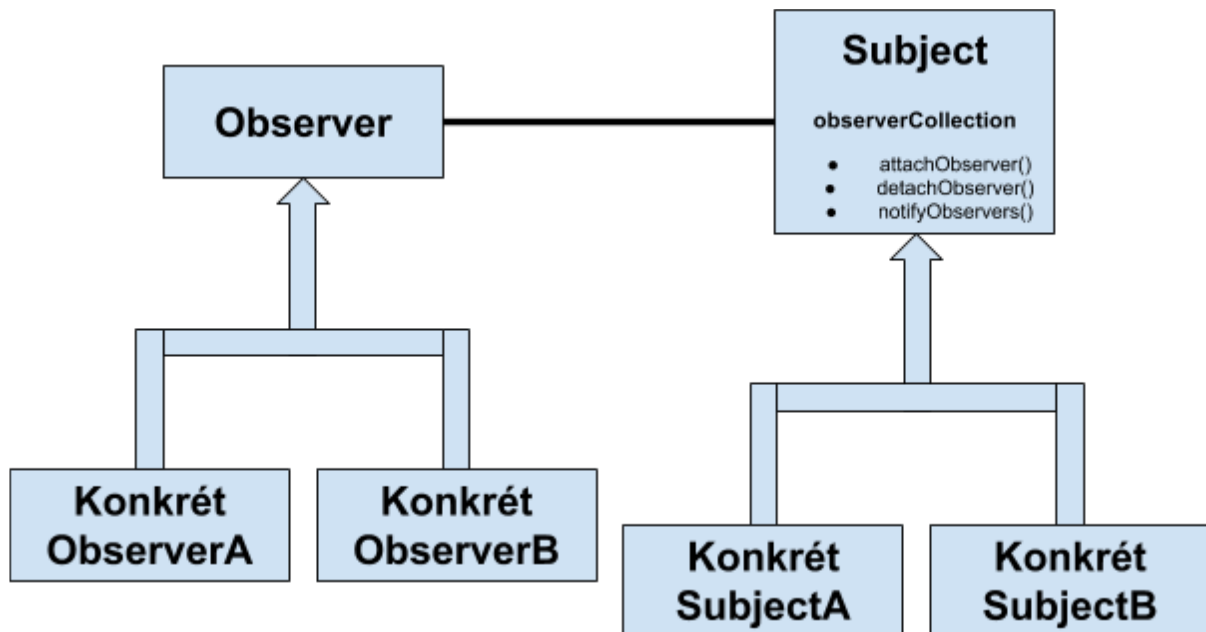 Observer
Subject
observerCollection
● attachObserver()
● detachObserver()
● notifyObservers()
Konkrét
ObserverA
Konkrét
ObserverB
Konkrét
SubjectA
Konkrét
SubjectB